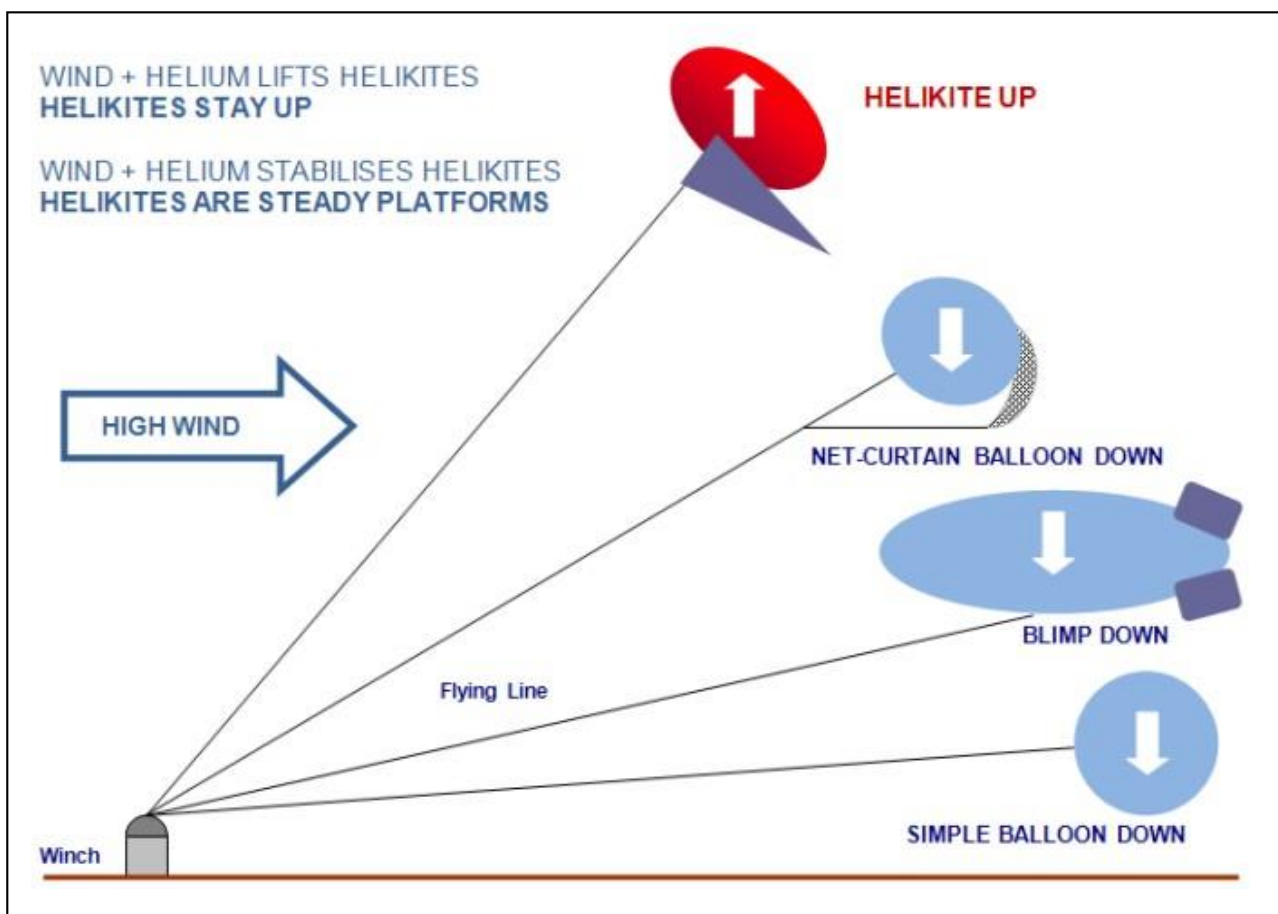 WIND + HELIUM LIFTS HELIKITES
HELIKITES STAY UP
WIND + HELIUM STABILISES HELIKITES
HELIKITES ARE STEADY PLATFORMS
HELIKITE UP
HIGH WIND
NET-CURTAIN BALLOON DOWN
BLIMP DOWN
Flying Line
SIMPLE BALLOON DOWN
Winch